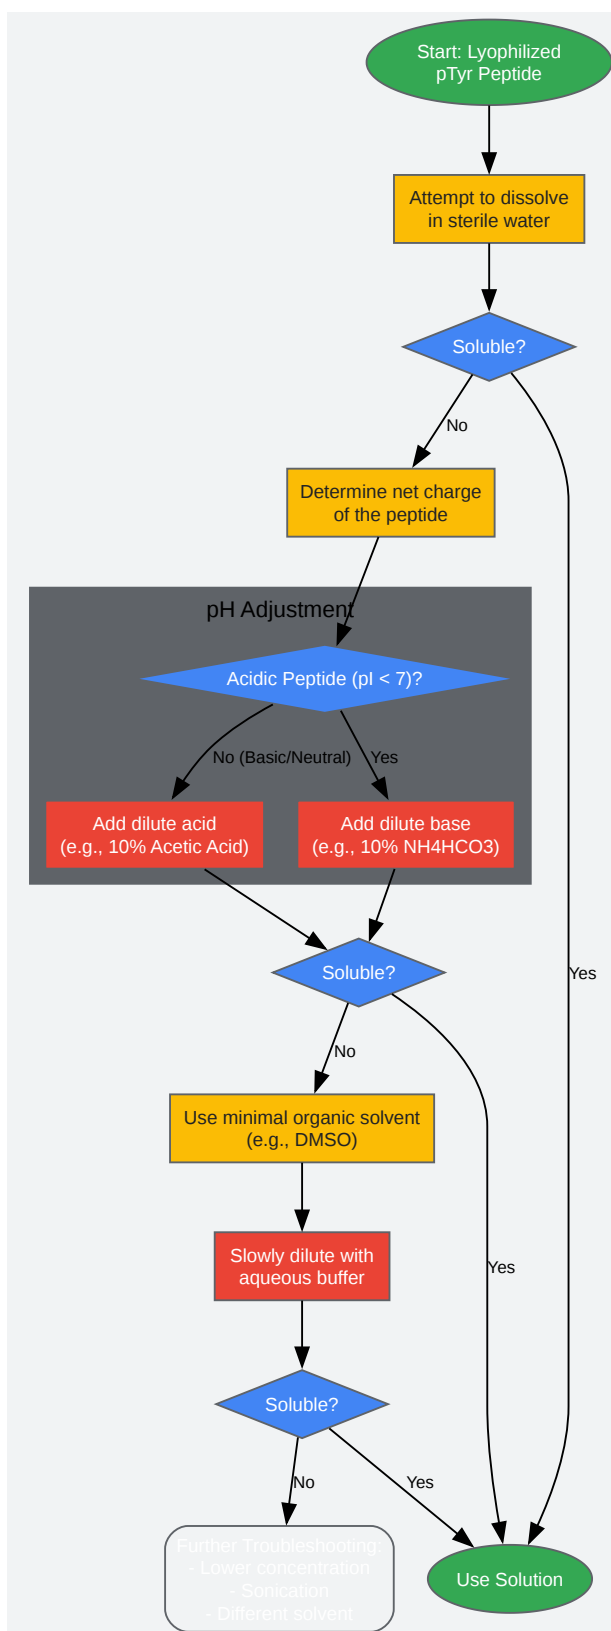 Start: Lyophilized
pTyr Peptide
Attempt to dissolve
in sterile water
Soluble?
No
Determine net charge
of the peptide
pH Adjustment
Acidic Peptide (pI < 7)?
No (Basic/Neutral)
Yes
Add dilute acid
(e.g., 10% Acetic Acid)
Add dilute base
(e.g., 10% NH4HCO3)
Soluble?
Yes
No
Use minimal organic solvent
(e.g., DMSO)
Slowly dilute with
aqueous buffer
Yes
Soluble?
No
Yes
Further Troubleshooting:
- Lower concentration
- Sonication
- Different solvent
Use Solution